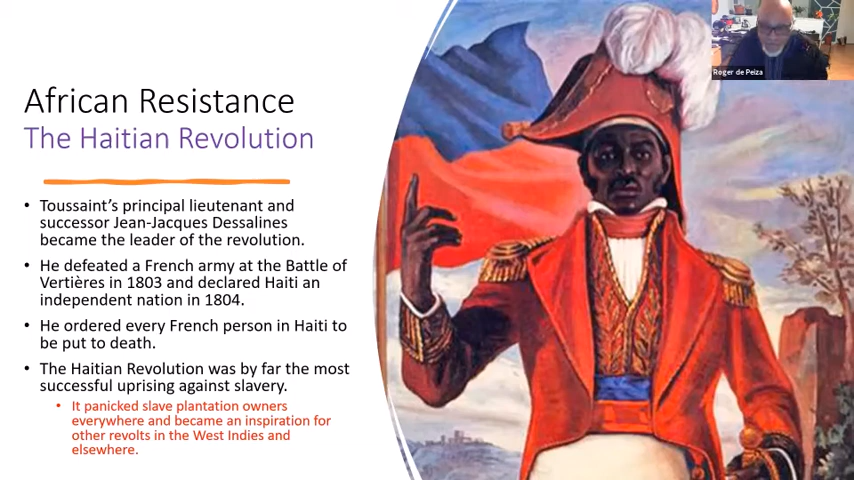 African Resistance
The Haitian Revolution
• Toussaint's principal lieutenant and
successor Jean-Jacques Dessalines
became the leader of the revolution.
• He defeated a French army at the Battle of
Vertières in 1803 and declared Haiti an
independent nation in 1804.
• He ordered every French person in Haiti to
be put to death.
• The Haitian Revolution was by far the most
successful uprising against slavery.
• It panicked slave plantation owners
everywhere and became an inspiration for
other revolts in the West Indies and
elsewhere.
Roger de Peiza